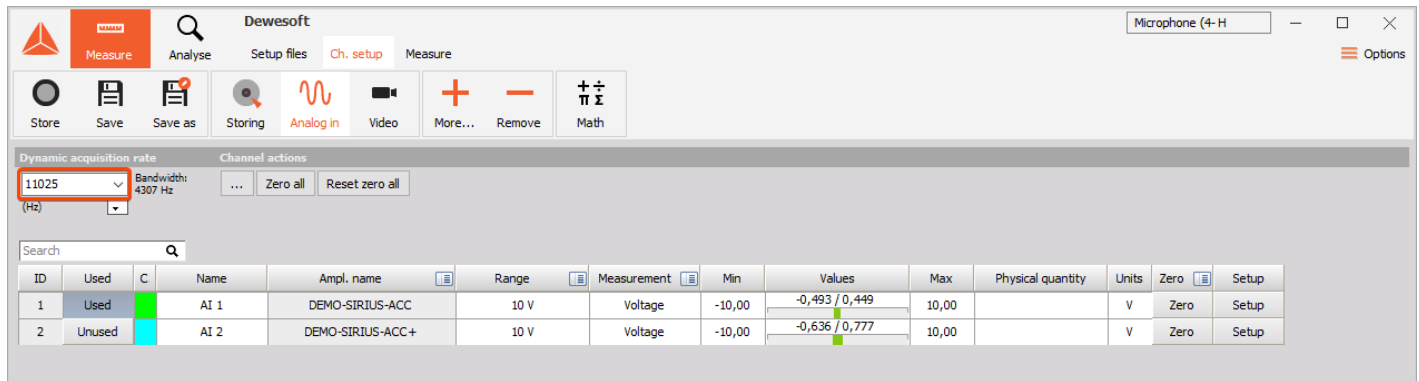 Dewesoft
Microphone (4- H
Measure
Analyse
Setup files
Ch. setup
Measure
Options
Store
Save
Save as
Storing
Analog in
Video
More...
Remove
Math
Dynamic acquisition rate
Channel actions
11025
Bandwidth:
4307 Hz
...
Zero all
Reset zero all
(Hz)
Search
ID Used C Name Ampl. name Range Measurement Min Values Max Physical quantity Units Zero Setup
1 Used AI 1 DEMO-SIRIUS-ACC 10 V Voltage -10,00 -0,493 / 0,449 10,00 V Zero Setup
2 Unused AI 2 DEMO-SIRIUS-ACC+ 10 V Voltage -10,00 -0,636 / 0,777 10,00 V Zero Setup